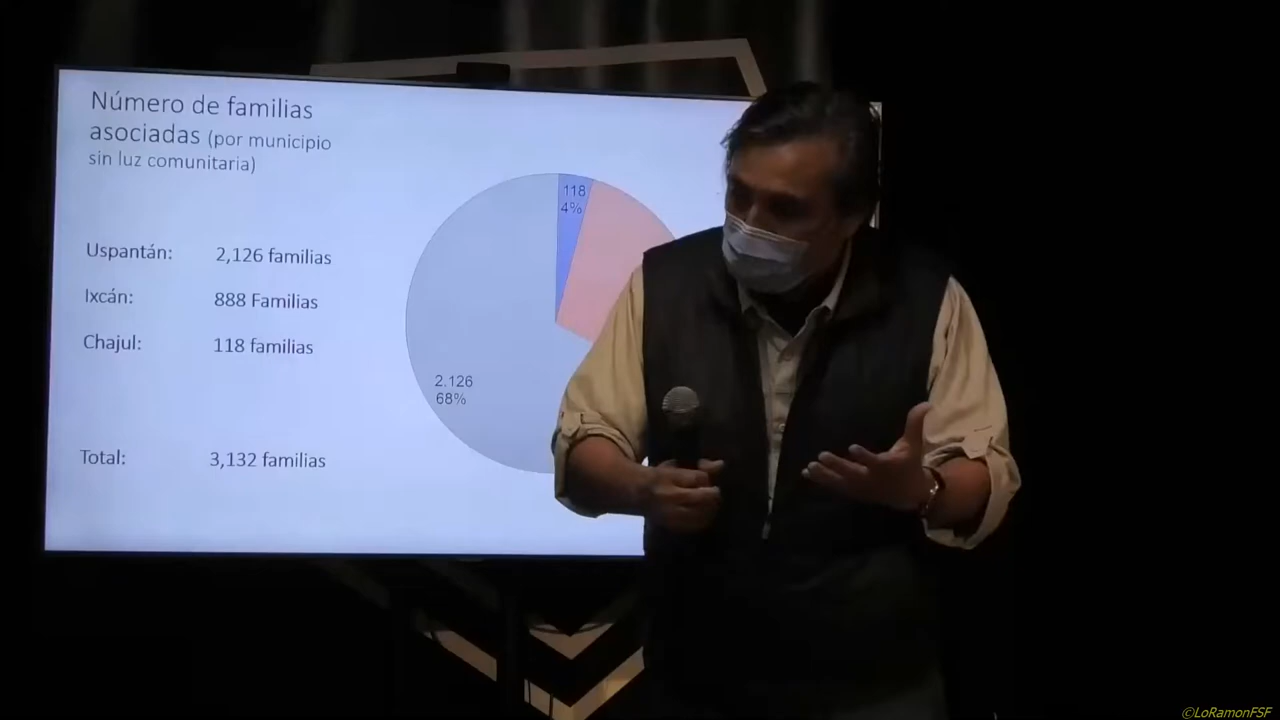 Número de familias
asociadas (por municipio
sin luz comunitaria)
Uspantán: 2,126 familias
Ixcán: 888 Familias
Chajul: 118 familias
Total: 3,132 familias
118
4%
2.126
68%
©LoRamonFSF